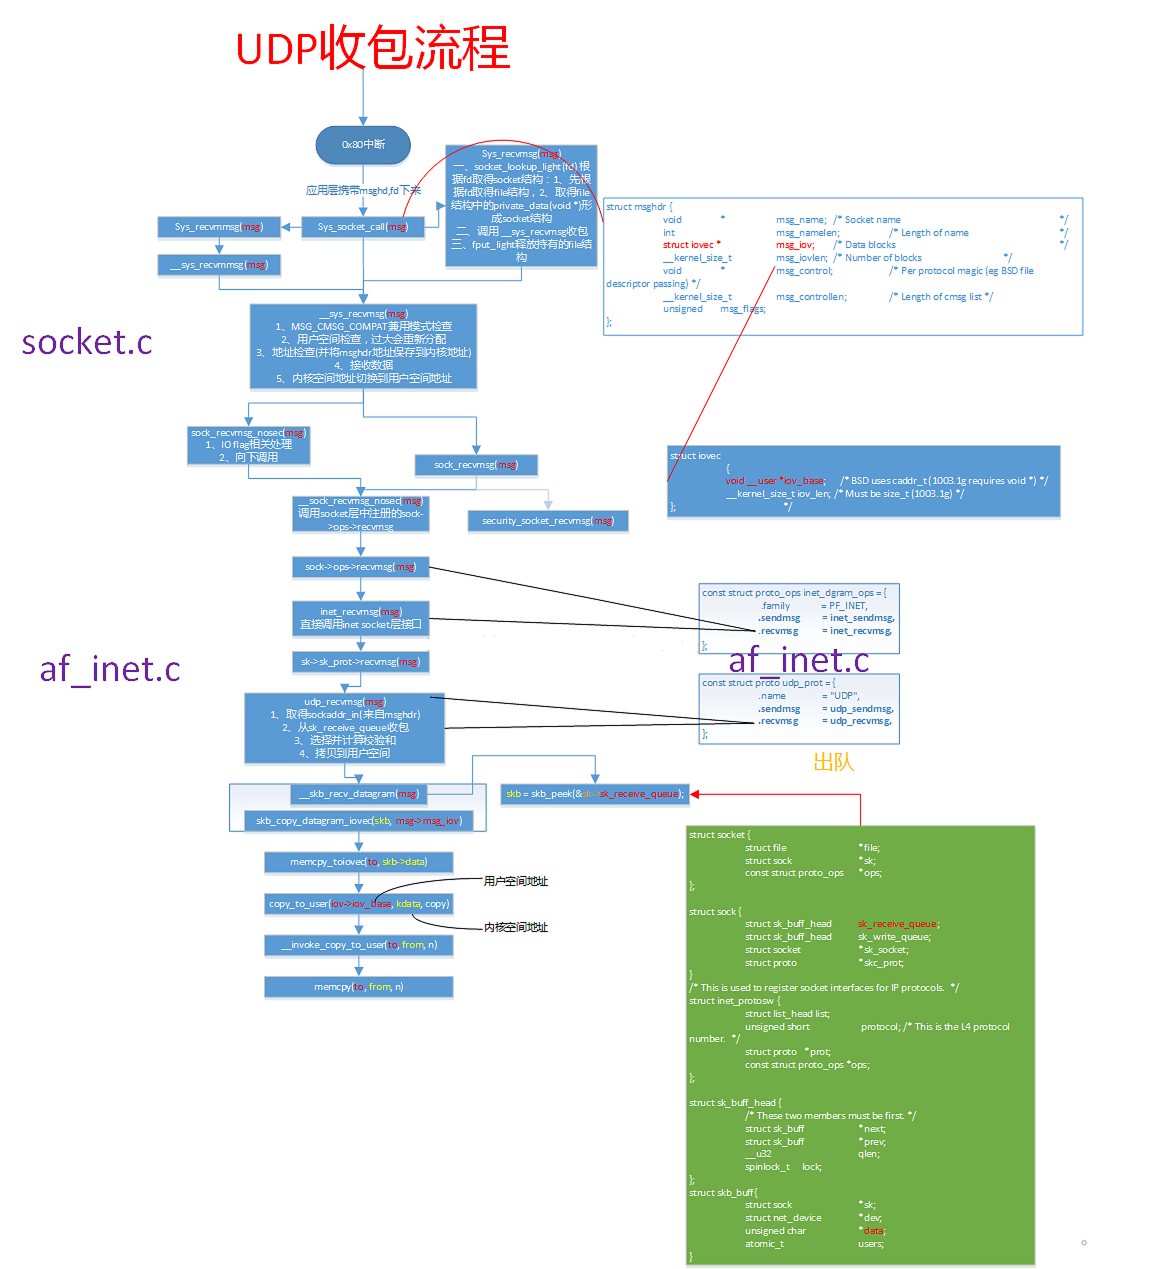 UDP收包流程
0x80中断
应用层携带msghd,fd下来
Sys_recvmmsg(msg)
__sys_recvmmsg(msg)
Sys_socket_call(msg)
Sys_recvmsg(msg)
一、socket_lookup_light(fd)根
据fd取得socket结构：1、先根
据fd取得file结构，2、取得file
结构中的private_data(void *)形
成socket结构
二、调用 __sys_recvmsg收包
三、fput_light释放持有的file结
构
struct msghdr {
void * msg_name; /* Socket name */
int msg_namelen; /* Length of name */
struct iovec * msg_iov; /* Data blocks */
__kernel_size_t msg_iovlen; /* Number of blocks */
void * msg_control; /* Per protocol magic (eg BSD file
descriptor passing) */
__kernel_size_t msg_controllen; /* Length of cmsg list */
unsigned msg_flags;
};
socket.c
__sys_recvmsg(msg)
1、MSG_CMSG_COMPAT兼用模式检查
2、用户空间检查，过大会重新分配
3、地址检查(并将msghdr地址保存到内核地址)
4、接收数据
5、内核空间地址切换到用户空间地址
sock_recvmsg_nosec(msg)
1、IO flag相关处理
2、向下调用
sock_recvmsg(msg)
struct iovec
{
void __user *iov_base; /* BSD uses caddr_t (1003.1g requires void *) */
__kernel_size_t iov_len; /* Must be size_t (1003.1g) */
}; */
__sock_recvmsg_nosec(msg)
调用socket层中注册的sock-
>ops->recvmsg
security_socket_recvmsg(msg)
sock->ops->recvmsg(msg)
inet_recvmsg(msg)
直接调用inet socket层接口
const struct proto_ops inet_dgram_ops = {
.family = PF_INET,
.sendmsg = inet_sendmsg,
.recvmsg = inet_recvmsg,
};
af_inet.c
af_inet.c
sk->sk_prot->recvmsg(msg)
udp_recvmsg(msg)
1、取得sockaddr_in(来自msghdr)
2、从sk_receive_queue收包
3、选择并计算校验和
4、拷贝到用户空间
const struct proto udp_prot = {
.name = "UDP",
.sendmsg = udp_sendmsg,
.recvmsg = udp_recvmsg,
};
出队
__skb_recv_datagram(msg)
skb = skb_peek(&sk->sk_receive_queue);
skb_copy_datagram_iovec(skb, msg->msg_iov)
memcpy_toiovec(to, skb->data)
用户空间地址
copy_to_user(iov->iov_base, kdata, copy)
内核空间地址
__invoke_copy_to_user(to, from, n)
memcpy(to, from, n)
struct socket {
struct file *file;
struct sock *sk;
const struct proto_ops *ops;
};
struct sock {
struct sk_buff_head sk_receive_queue;
struct sk_buff_head sk_write_queue;
struct socket *sk_socket;
struct proto *skc_prot;
}
/* This is used to register socket interfaces for IP protocols. */
struct inet_protosw {
struct list_head list;
unsigned short protocol; /* This is the L4 protocol
number. */
struct proto *prot;
const struct proto_ops *ops;
};
struct sk_buff_head {
/* These two members must be first. */
struct sk_buff *next;
struct sk_buff *prev;
__u32 qlen;
spinlock_t lock;
};
struct skb_buff{
struct sock *sk;
struct net_device *dev;
unsigned char *data;
atomic_t users;
}